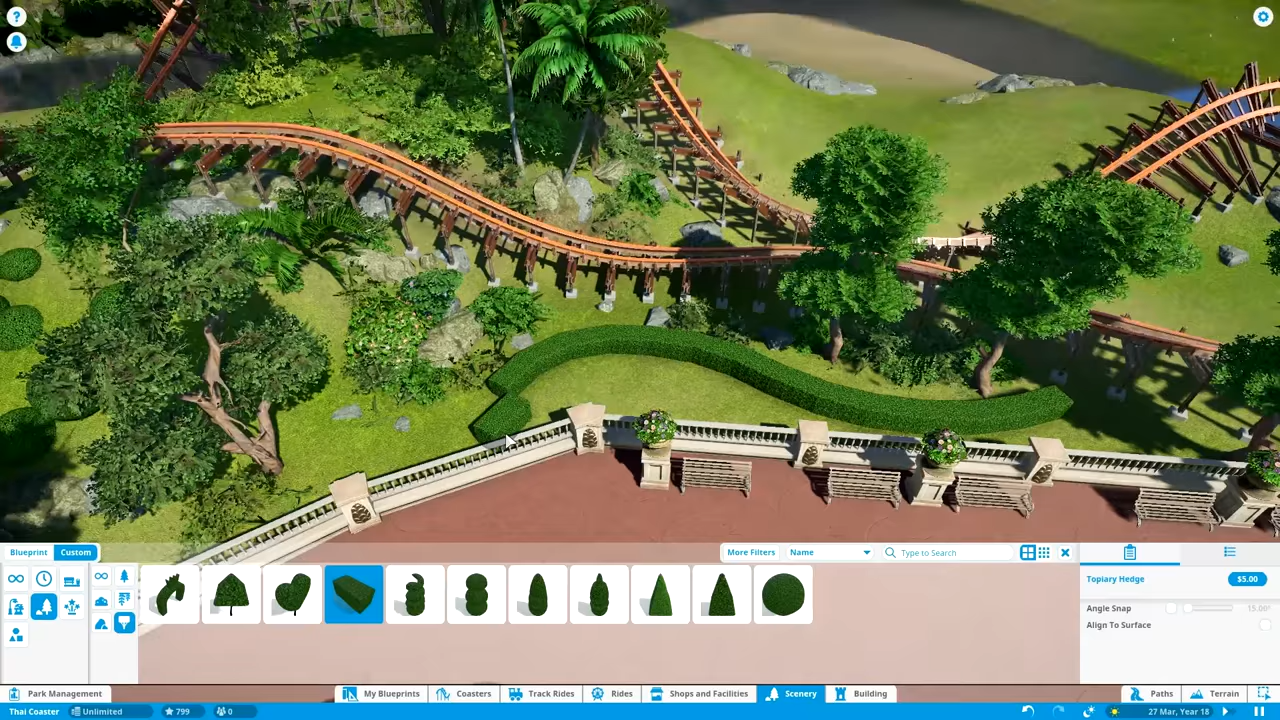 ?
Blueprint Custom More Filters Name Type to Search
Topiary Hedge $5.00
Angle Snap 15.00°
Align To Surface
Park Management My Blueprints Coasters Track Rides Rides Shops and Facilities Scenery Building Paths Terrain
Thai Coaster Unlimited 799 0 27 Mar, Year 18